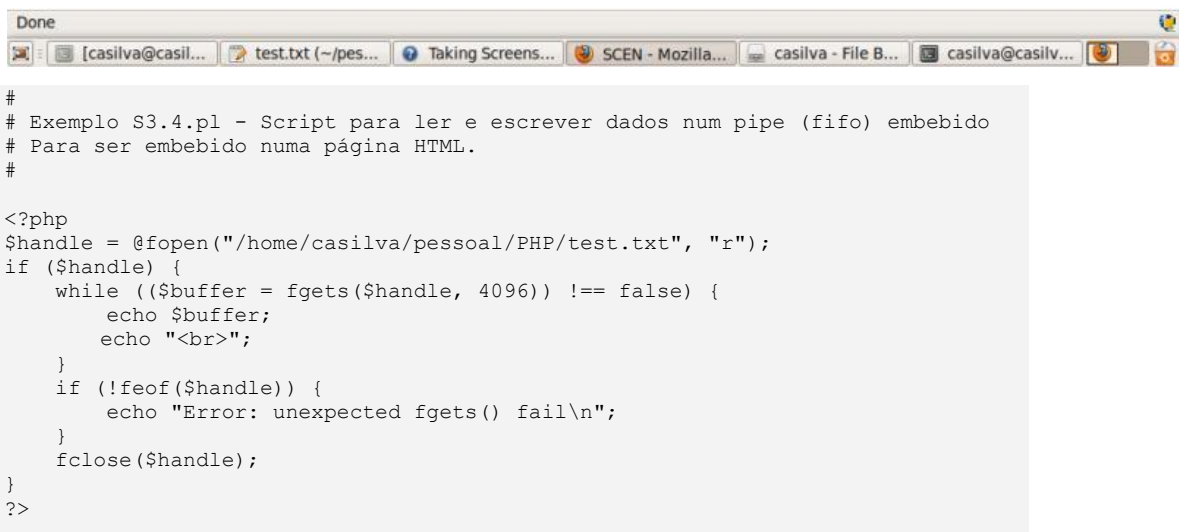 Done
[casilva@casil... test.txt (~/pes... Taking Screens... SCEN - Mozilla... casilva - File B... casilva@casilv...
#
# Exemplo S3.4.pl - Script para ler e escrever dados num pipe (fifo) embebido
# Para ser embebido numa página HTML.
#
<?php
$handle = @fopen("/home/casilva/pessoal/PHP/test.txt", "r");
if ($handle) {
    while (($buffer = fgets($handle, 4096)) !== false) {
        echo $buffer;
        echo "<br>";
    }
    if (!feof($handle)) {
        echo "Error: unexpected fgets() fail\n";
    }
    fclose($handle);
}
?>